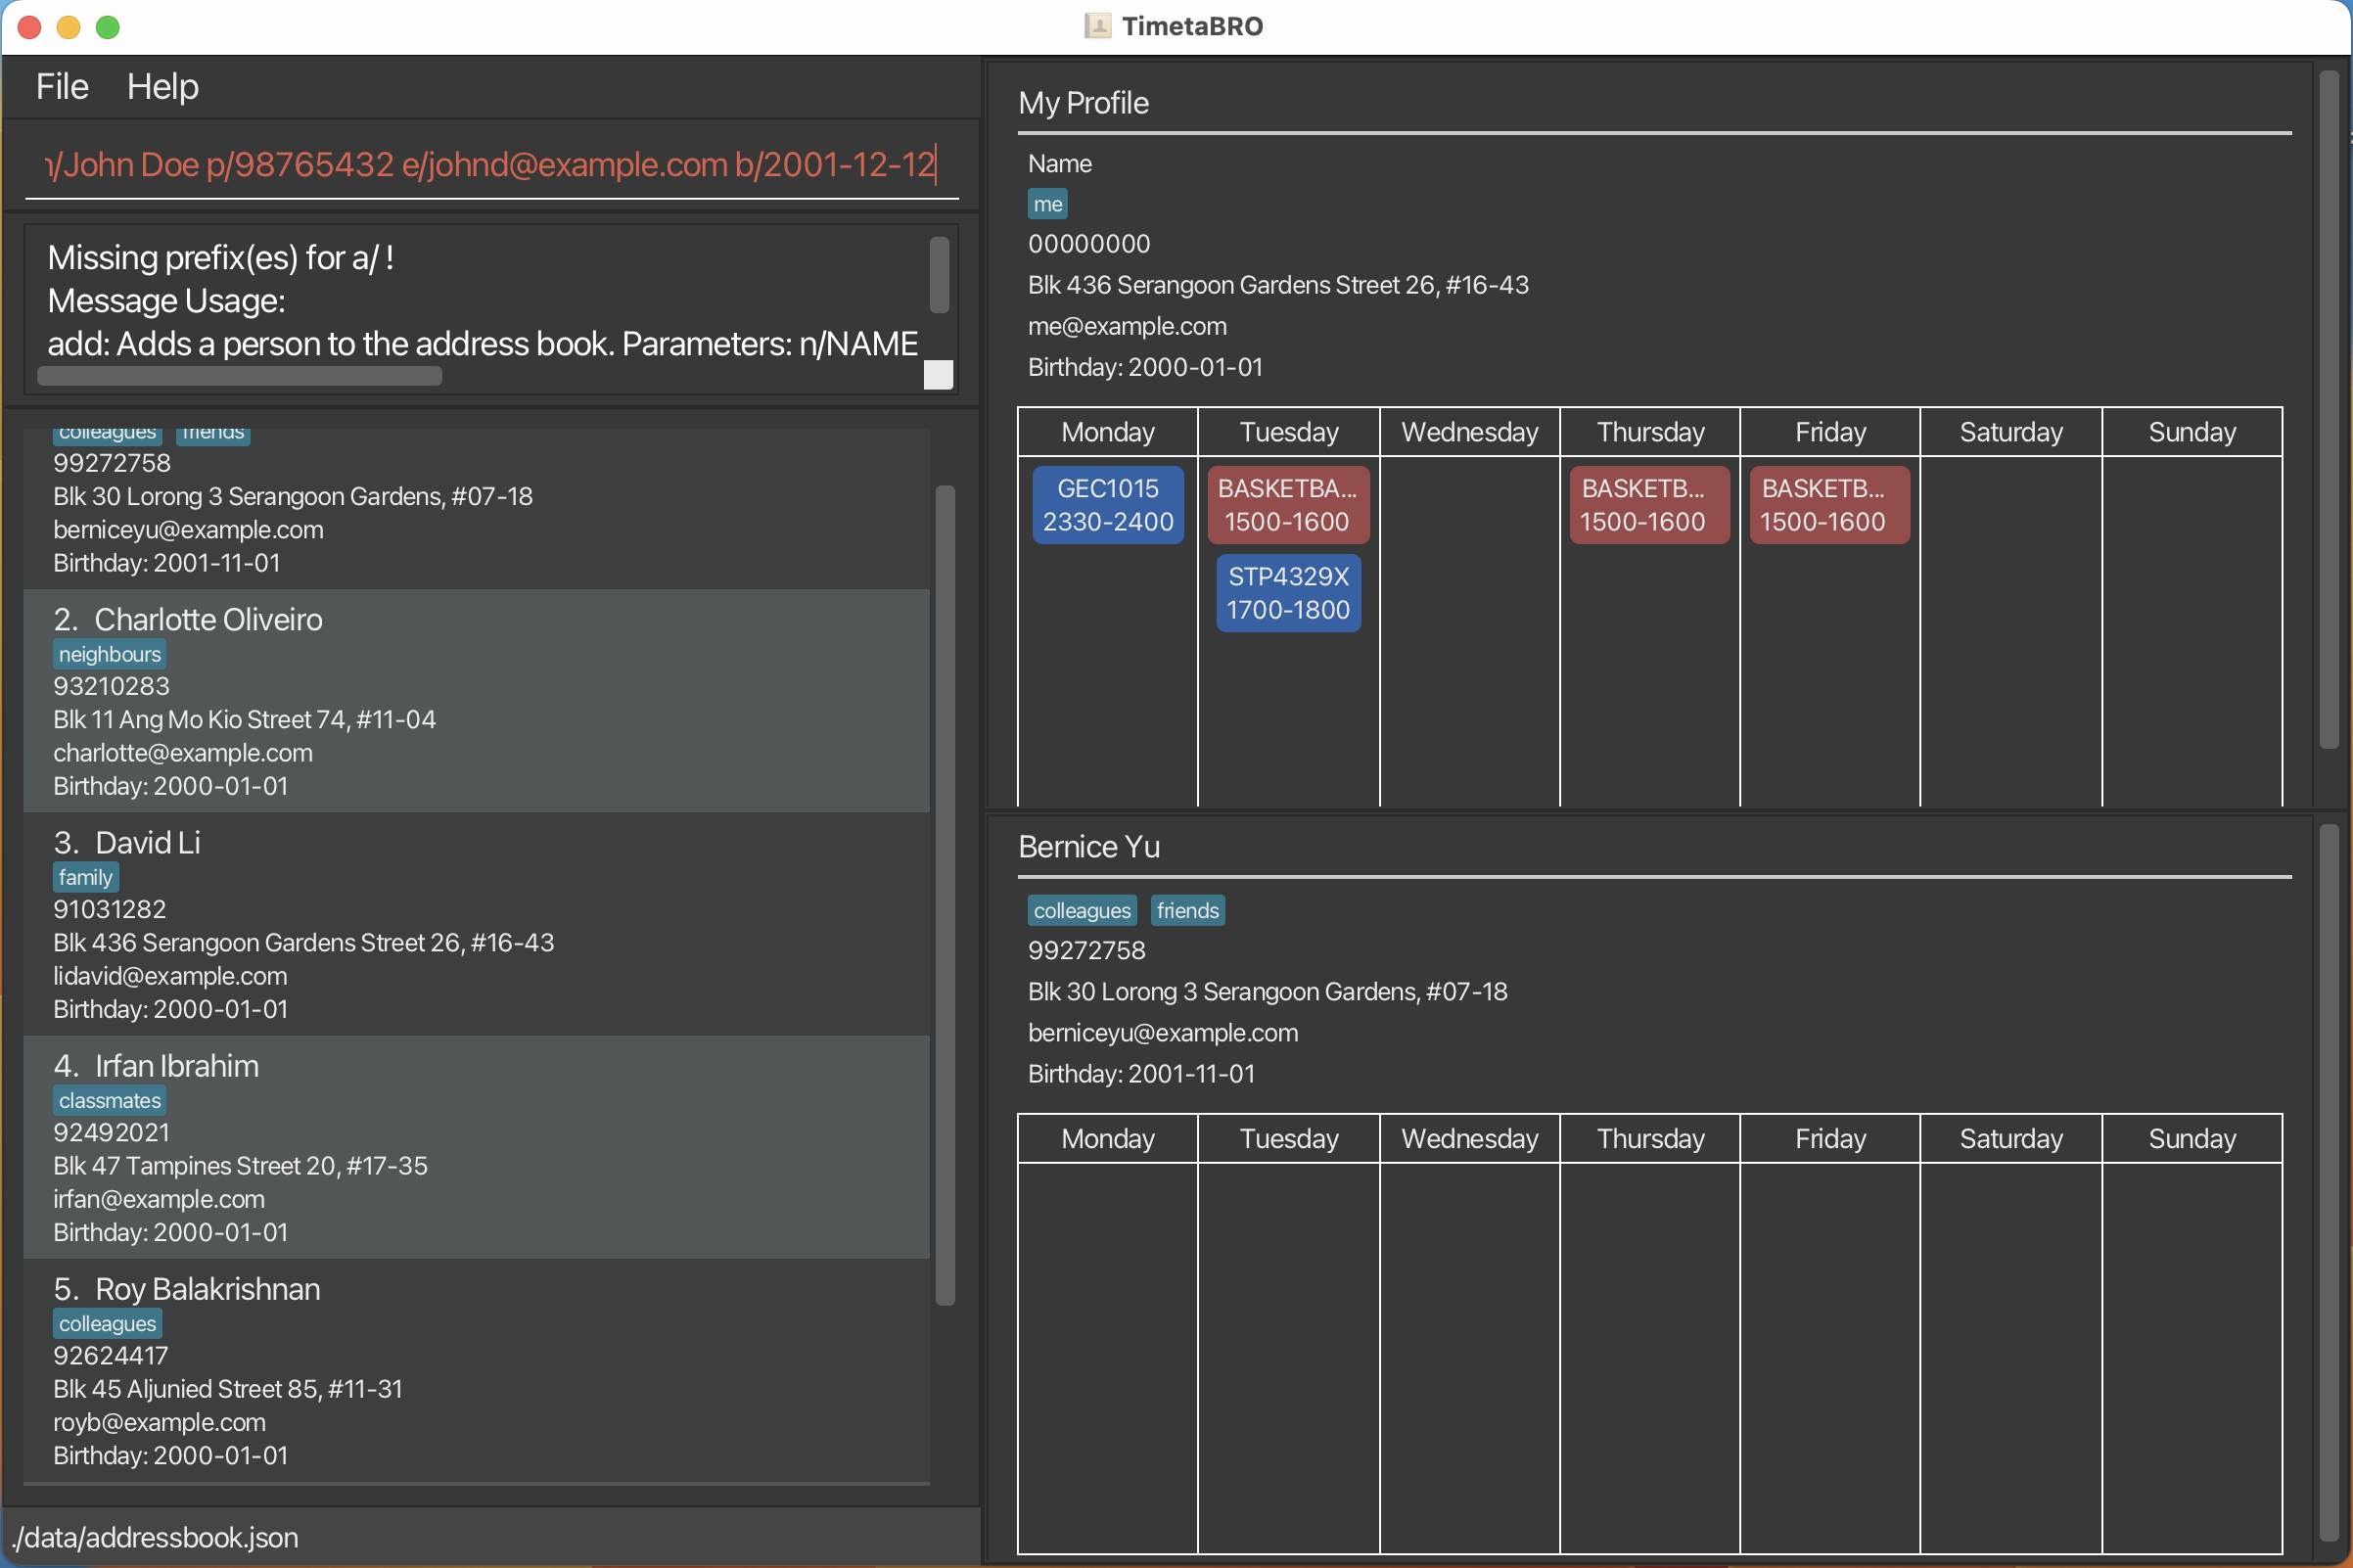 TimetaBRO
File Help
n/John Doe p/98765432 e/johnd@example.com b/2001-12-12
Missing prefix(es) for a/ !
Message Usage:
add: Adds a person to the address book. Parameters: n/NAME
colleagues friends
99272758
Blk 30 Lorong 3 Serangoon Gardens, #07-18
berniceyu@example.com
Birthday: 2001-11-01
2. Charlotte Oliveiro
neighbours
93210283
Blk 11 Ang Mo Kio Street 74, #11-04
charlotte@example.com
Birthday: 2000-01-01
3. David Li
family
91031282
Blk 436 Serangoon Gardens Street 26, #16-43
lidavid@example.com
Birthday: 2000-01-01
4. Irfan Ibrahim
classmates
92492021
Blk 47 Tampines Street 20, #17-35
irfan@example.com
Birthday: 2000-01-01
5. Roy Balakrishnan
colleagues
92624417
Blk 45 Aljunied Street 85, #11-31
royb@example.com
Birthday: 2000-01-01
./data/addressbook.json
My Profile
Name
me
00000000
Blk 436 Serangoon Gardens Street 26, #16-43
me@example.com
Birthday: 2000-01-01
Monday Tuesday Wednesday Thursday Friday Saturday Sunday
GEC1015 BASKETBA... BASKETB... BASKETB...
2330-2400 1500-1600 1500-1600 1500-1600
STP4329X
1700-1800
Bernice Yu
colleagues friends
99272758
Blk 30 Lorong 3 Serangoon Gardens, #07-18
berniceyu@example.com
Birthday: 2001-11-01
Monday Tuesday Wednesday Thursday Friday Saturday Sunday